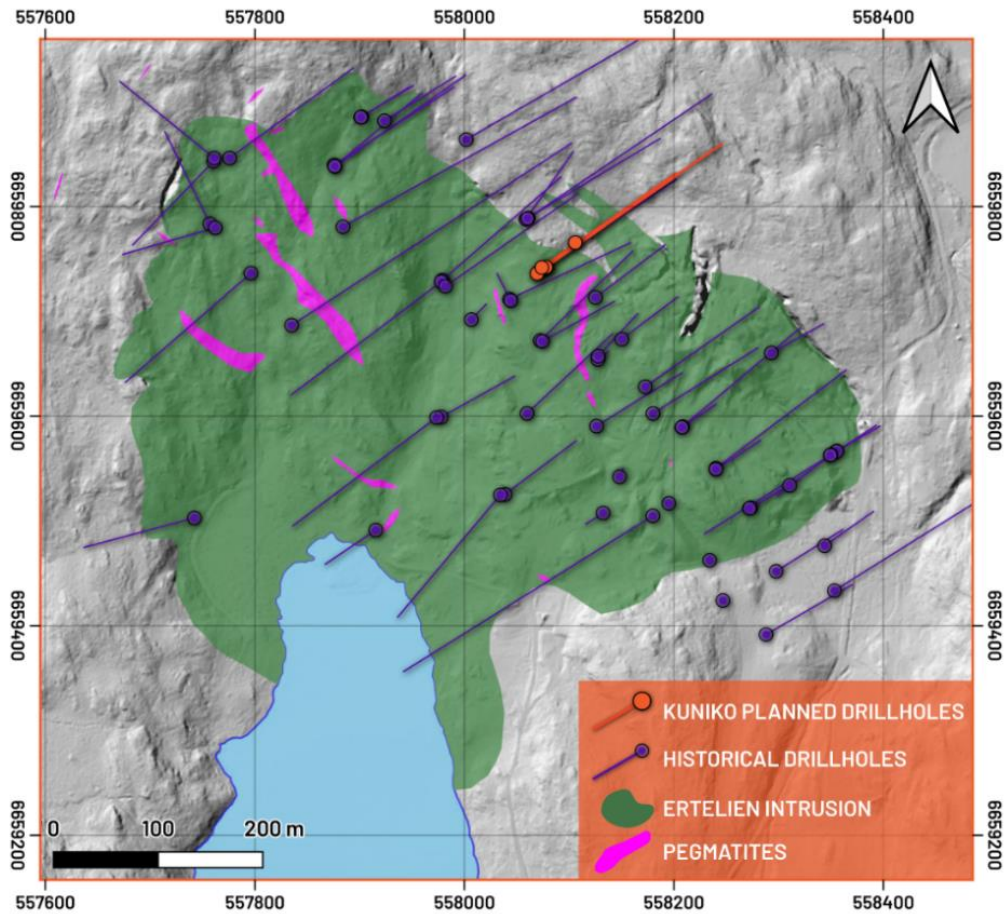 557600 557800 558000 558200 558400
6659800 6659800
6659600 6659600
6659400 6659400
KUNIKO PLANNED DRILLHOLES
HISTORICAL DRILLHOLES
ERTELIEN INTRUSION
0 100 200 m
6659200 6659200
PEGMATITES
557600 557800 558000 558200 558400